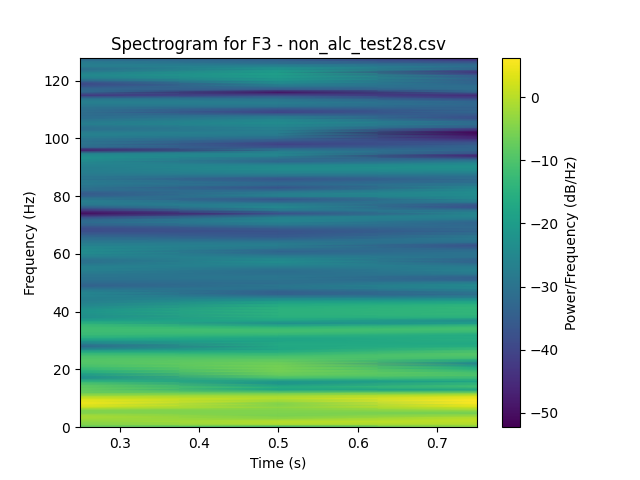 Spectrogram for F3 - non_alc_test28.csv
120
100
80
60
40
20
0
Frequency (Hz)
0.3 0.4 0.5 0.6 0.7
Time (s)
0
−10
−20
−30
−40
−50
Power/Frequency (dB/Hz)